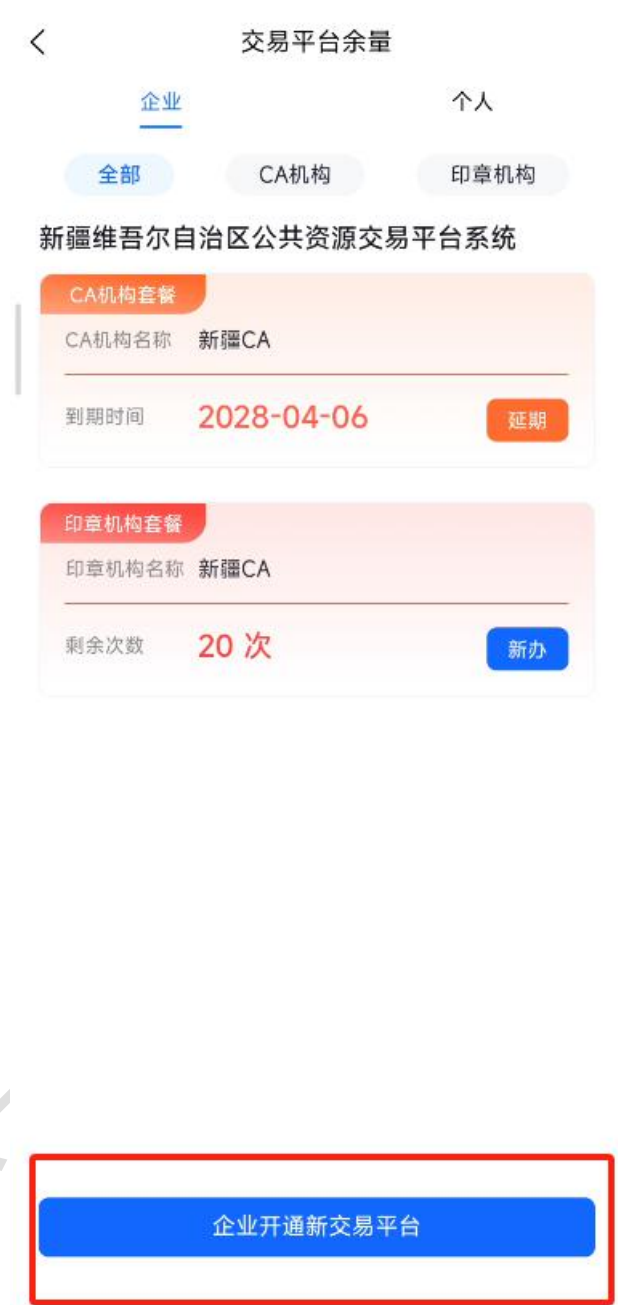 交易平台余量
企业 个人
全部 CA机构 印章机构
新疆维吾尔自治区公共资源交易平台系统
CA机构套餐
CA机构名称 新疆CA
到期时间 2028-04-06 延期
印章机构套餐
印章机构名称 新疆CA
剩余次数 20 次 新办
企业开通新交易平台